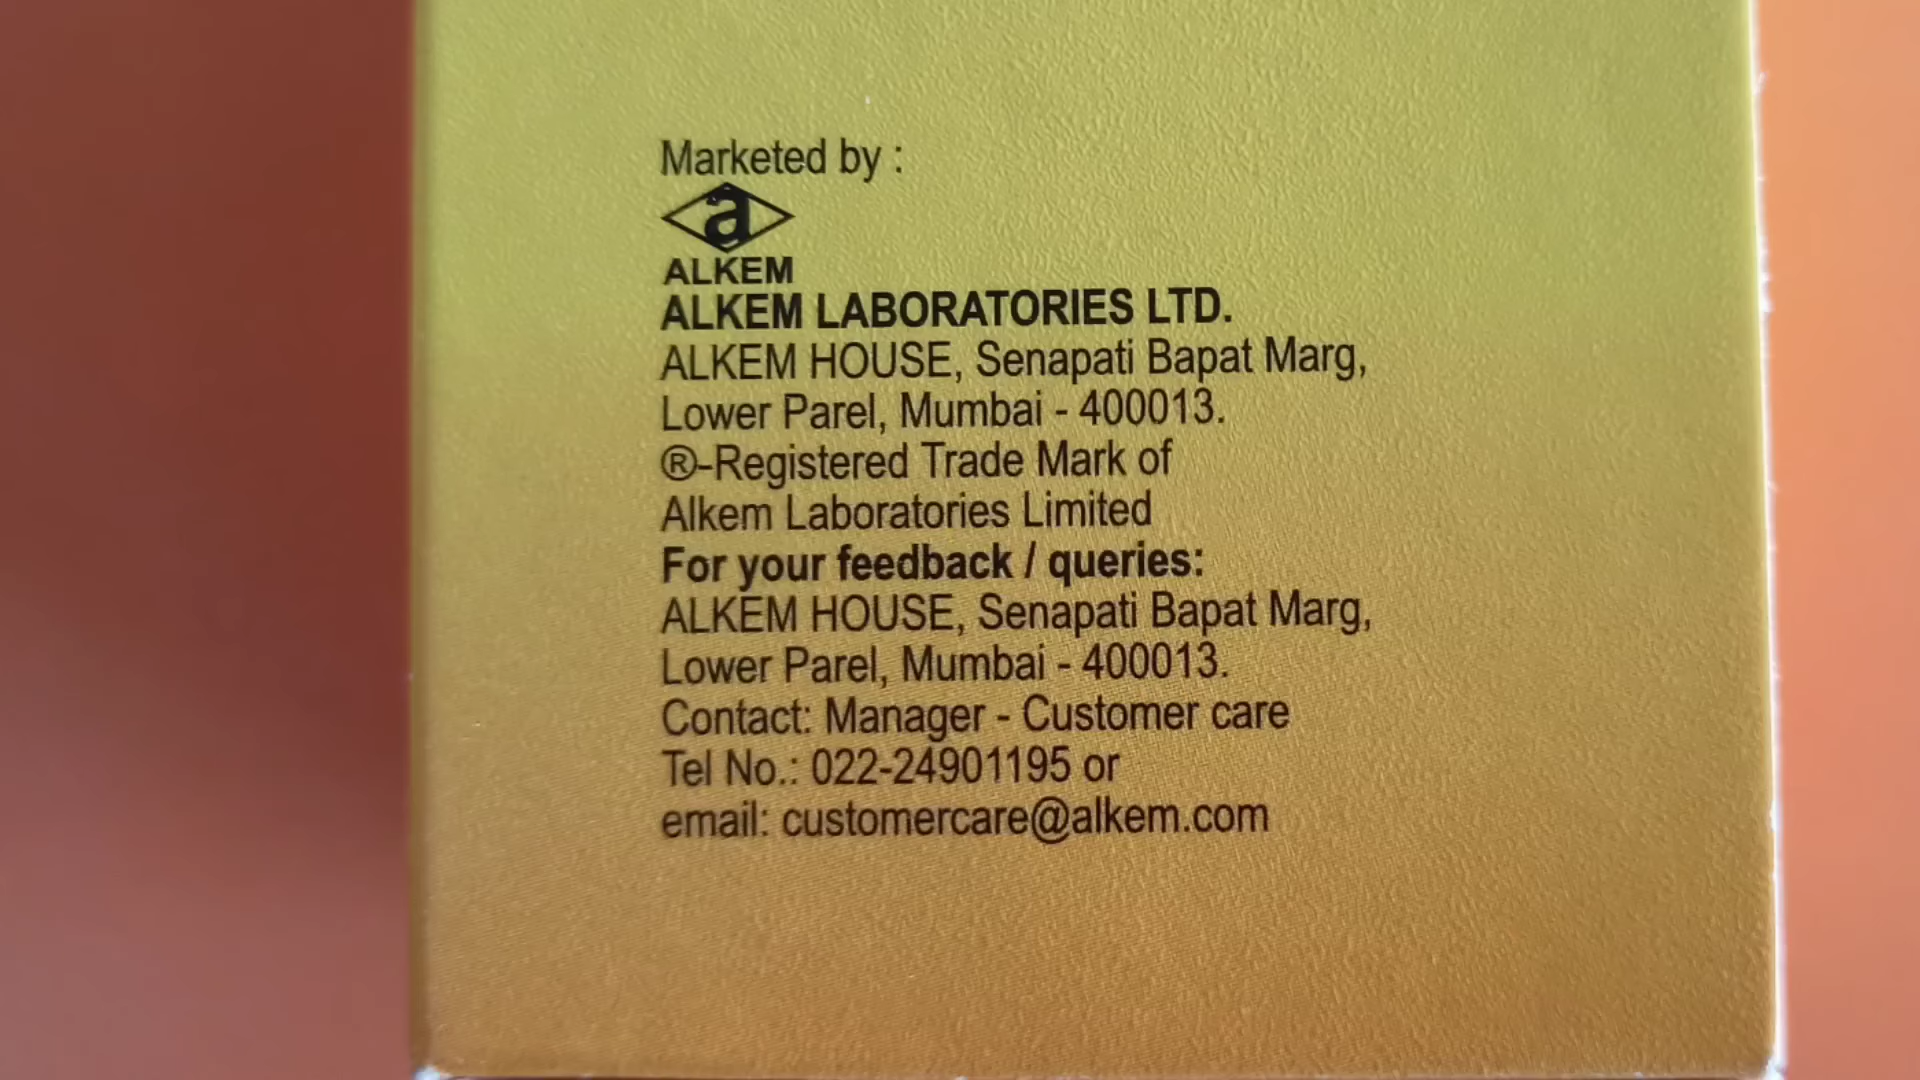 Marketed by :
a
ALKEM
ALKEM LABORATORIES LTD.
ALKEM HOUSE, Senapati Bapat Marg,
Lower Parel, Mumbai - 400013.
®-Registered Trade Mark of
Alkem Laboratories Limited
For your feedback / queries:
ALKEM HOUSE, Senapati Bapat Marg,
Lower Parel, Mumbai - 400013.
Contact: Manager - Customer care
Tel No.: 022-24901195 or
email: customercare@alkem.com